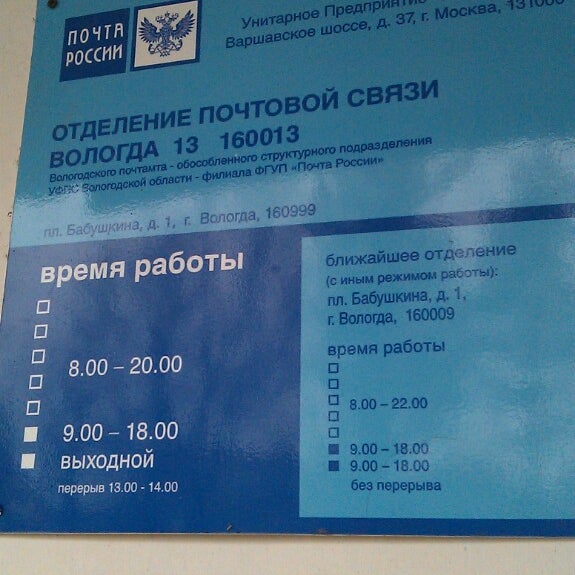 ПОЧТА
РОССИИ
Унитарное Предприятие
Варшавское шоссе, д. 37, г. Москва, 131000
ОТДЕЛЕНИЕ ПОЧТОВОЙ СВЯЗИ
ВОЛОГДА 13 160013
Вологодского почтамта - обособленного структурного подразделения
УФПС Вологодской области - филиала ФГУП «Почта России»
пл. Бабушкина, д. 1, г. Вологда, 160999
время работы
8.00 – 20.00
9.00 – 18.00
выходной
перерыв 13.00 - 14.00
ближайшее отделение
(с иным режимом работы):
пл. Бабушкина, д. 1,
г. Вологда, 160009
время работы
8.00 – 22.00
9.00 – 18.00
9.00 – 18.00
без перерыва